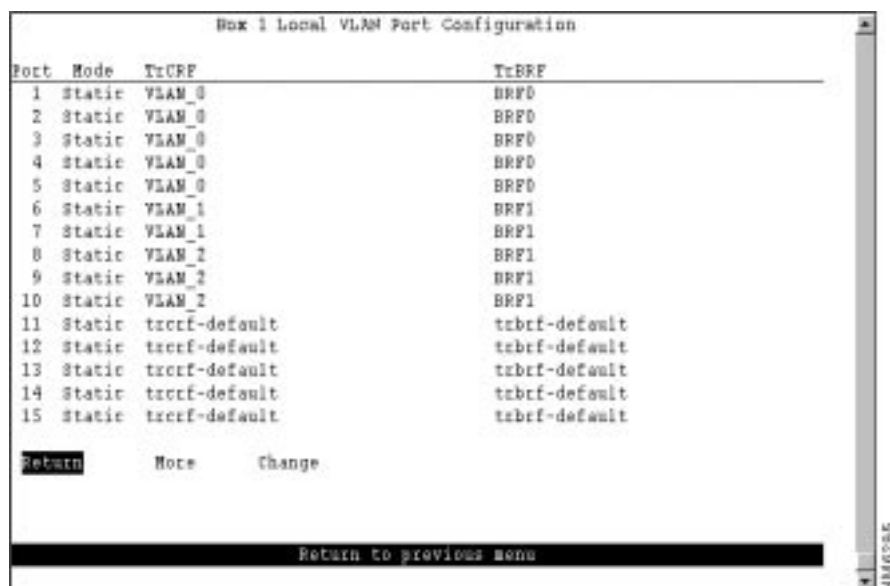 Box 1 Local VLAN Port Configuration
Port Mode TrCRF TrBRF
1 Static VLAN_0 BRF0
2 Static VLAN_0 BRF0
3 Static VLAN_0 BRF0
4 Static VLAN_0 BRF0
5 Static VLAN_0 BRF0
6 Static VLAN_1 BRF1
7 Static VLAN_1 BRF1
8 Static VLAN_2 BRF1
9 Static VLAN_2 BRF1
10 Static VLAN_2 BRF1
11 Static trcrf-default trbrf-default
12 Static trcrf-default trbrf-default
13 Static trcrf-default trbrf-default
14 Static trcrf-default trbrf-default
15 Static trcrf-default trbrf-default
Return More Change
Return to previous menu